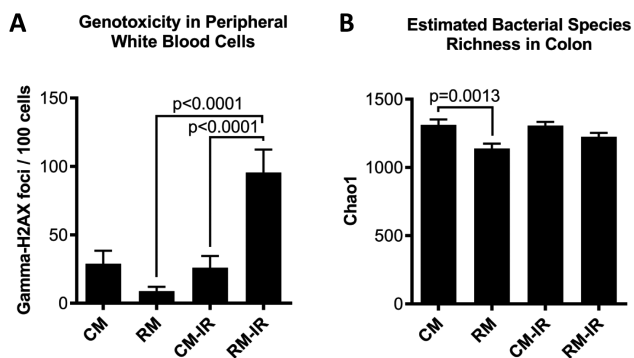 A
Genotoxicity in Peripheral
White Blood Cells
Gamma-H2AX foci / 100 cells
150
100
50
0
p<0.0001
p<0.0001
CM
RM
CM-IR
RM-IR
B
Estimated Bacterial Species
Richness in Colon
Chao1
1500
1000
500
0
p=0.0013
CM
RM
CM-IR
RM-IR